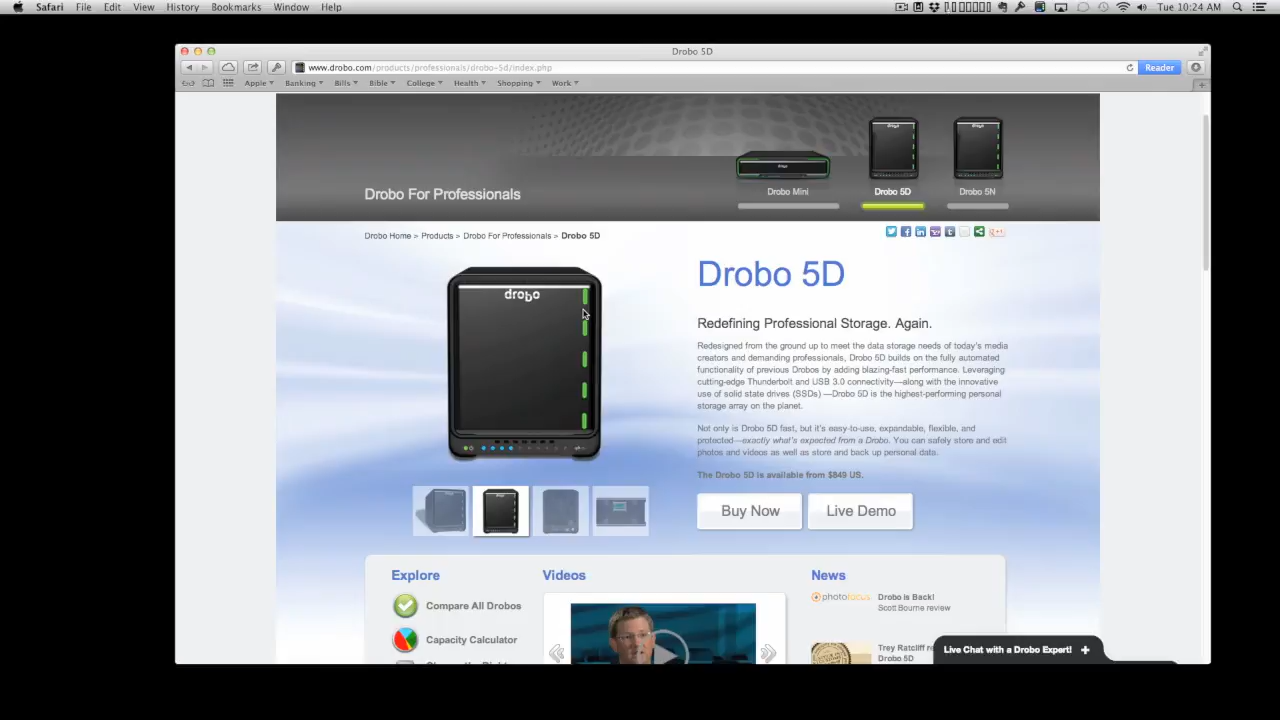 Safari File Edit View History Bookmarks Window Help
Tue 10:24 AM
Drobo 5D
www.drobo.com/products/professionals/drobo-5d/index.php
Reader
Apple Banking Bills Bible College Health Shopping Work
Drobo For Professionals
Drobo Mini
Drobo 5D
Drobo 5N
Drobo Home > Products > Drobo For Professionals > Drobo 5D
drobo
Drobo 5D
Redefining Professional Storage. Again.
Redesigned from the ground up to meet the data storage needs of today's media
creators and demanding professionals, Drobo 5D builds on the fully automated
functionality of previous Drobos by adding blazing-fast performance. Leveraging
cutting-edge Thunderbolt and USB 3.0 connectivity—along with the innovative
use of solid state drives (SSDs) —Drobo 5D is the highest-performing personal
storage array on the planet.
Not only is Drobo 5D fast, but it's easy-to-use, expandable, flexible, and
protected—exactly what's expected from a Drobo. You can safely store and edit
photos and videos as well as store and back up personal data.
The Drobo 5D is available from $849 US.
Buy Now
Live Demo
Explore
Compare All Drobos
Capacity Calculator
Videos
News
photofocus
Drobo is Back!
Scott Bourne review
Trey Ratcliff
Drobo 5D
Live Chat with a Drobo Expert! +